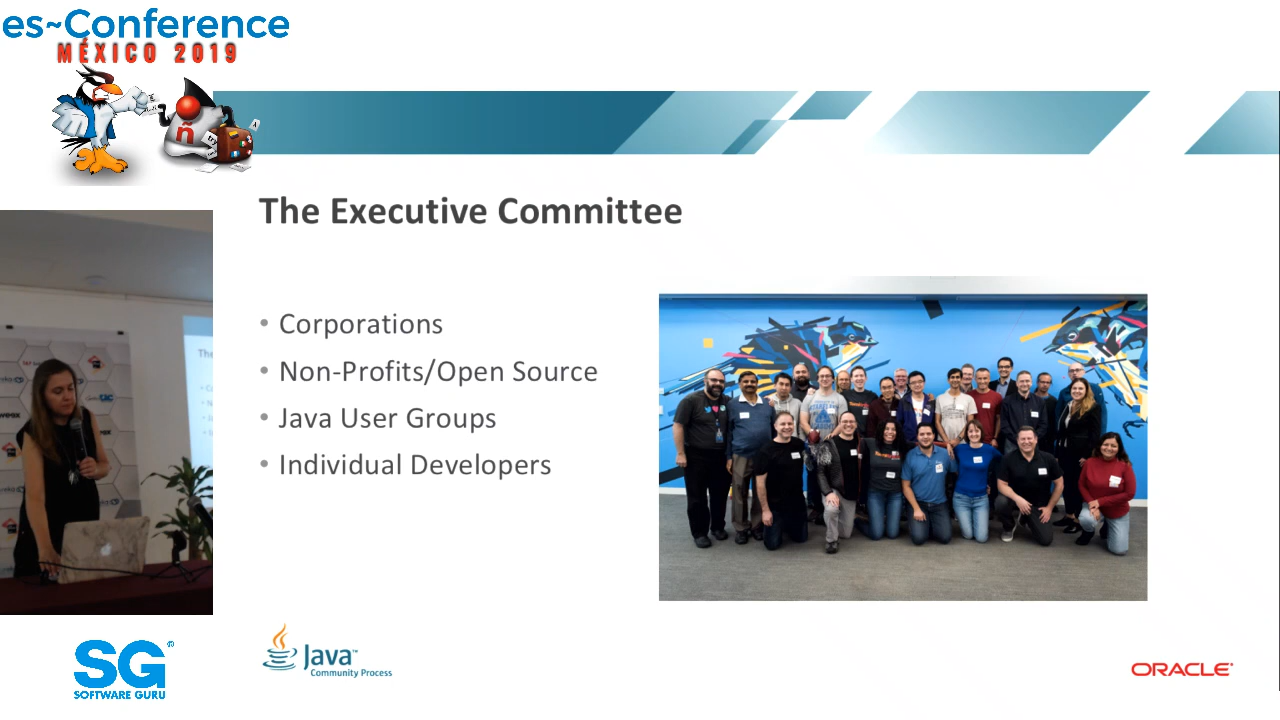 es~Conference
MÉXICO 2019
ñ
The Executive Committee
• Corporations
• Non-Profits/Open Source
• Java User Groups
• Individual Developers
SG®
SOFTWARE GURU
Java™
Community Process
ORACLE®